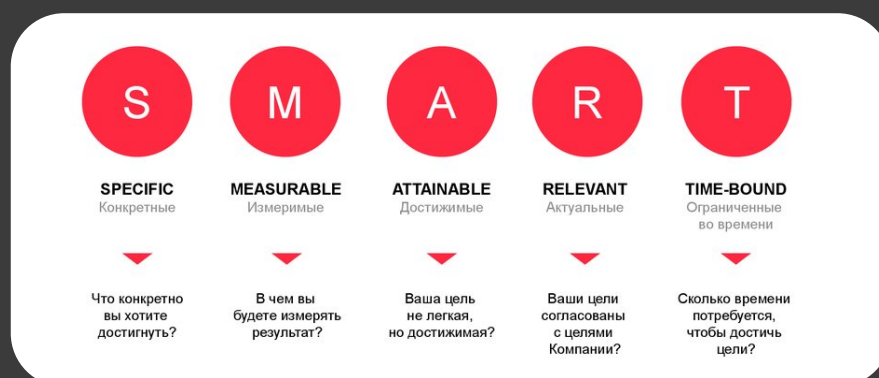 S M A R T
SPECIFIC
Конкретные
Что конкретно
вы хотите
достигнуть?
MEASURABLE
Измеримые
В чем вы
будете измерять
результат?
ATTAINABLE
Достижимые
Ваша цель
не легкая,
но достижимая?
RELEVANT
Актуальные
Ваши цели
согласованы
с целями
Компании?
TIME-BOUND
Ограниченные
во времени
Сколько времени
потребуется,
чтобы достичь
цели?